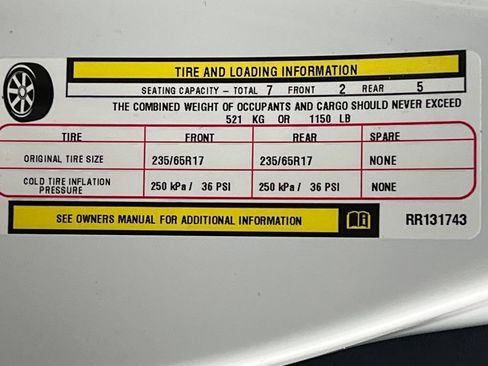 TIRE AND LOADING INFORMATION
SEATING CAPACITY – TOTAL 7 FRONT 2 REAR 5
THE COMBINED WEIGHT OF OCCUPANTS AND CARGO SHOULD NEVER EXCEED
521 KG OR 1150 LB
TIRE FRONT REAR SPARE
ORIGINAL TIRE SIZE 235/65R17 235/65R17 NONE
COLD TIRE INFLATION PRESSURE 250 kPa / 36 PSI 250 kPa / 36 PSI NONE
SEE OWNERS MANUAL FOR ADDITIONAL INFORMATION RR131743